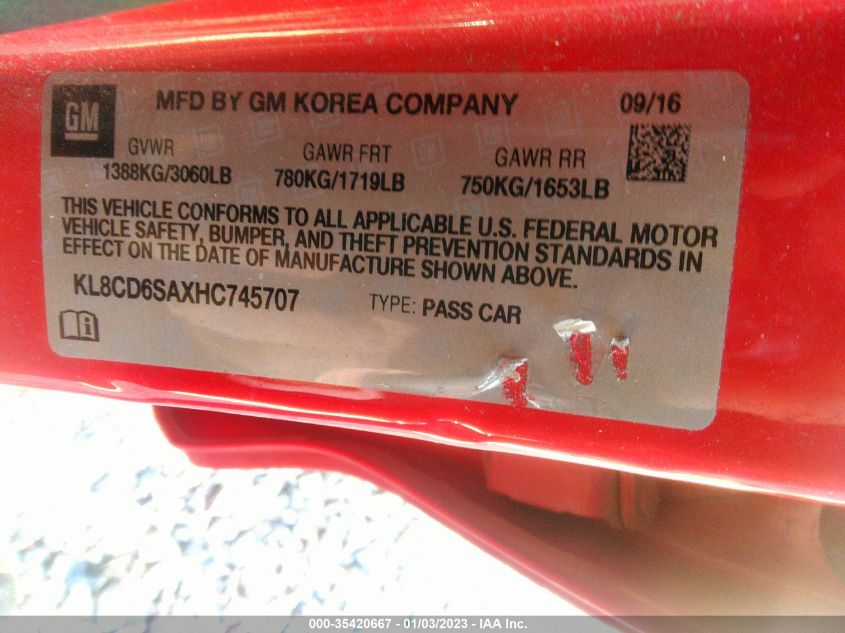 GM
MFD BY GM KOREA COMPANY 09/16
GVWR GAWR FRT GAWR RR
1388KG/3060LB 780KG/1719LB 750KG/1653LB
THIS VEHICLE CONFORMS TO ALL APPLICABLE U.S. FEDERAL MOTOR
VEHICLE SAFETY, BUMPER, AND THEFT PREVENTION STANDARDS IN
EFFECT ON THE DATE OF MANUFACTURE SHOWN ABOVE.
KL8CD6SAXHC745707 TYPE: PASS CAR
000-35420667 - 01/03/2023 - IAA Inc.